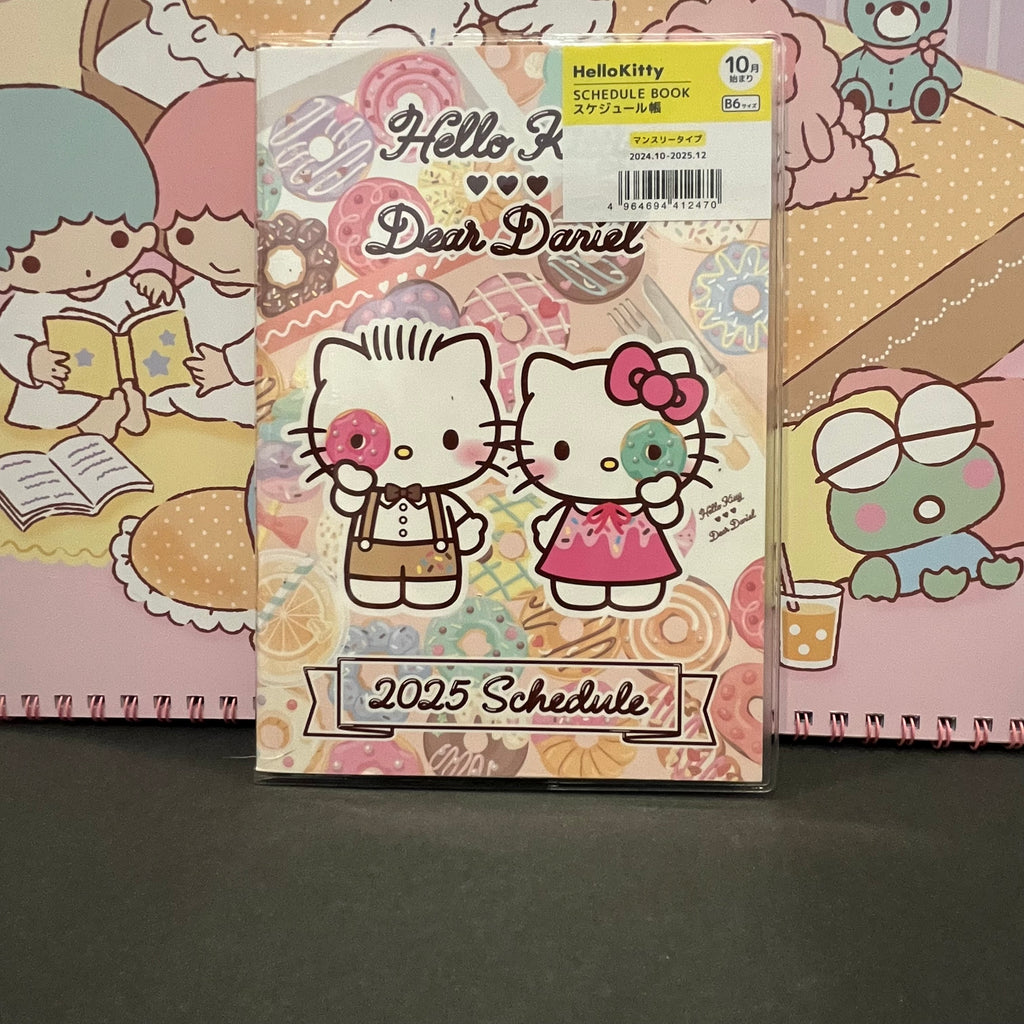 HelloKitty
SCHEDULE BOOK
スケジュール帳
10月
始まり
B6サイズ
マンスリータイプ
2024.10-2025.12
4 964694 412470
Hello K
Dear Daniel
Hello Kitty
Dear Daniel
2025 Schedule